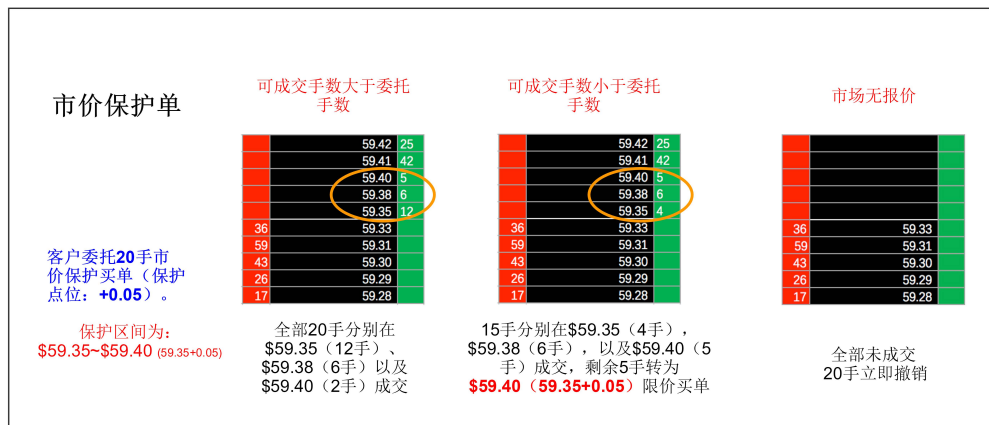 市价保护单
客户委托20手市
价保护买单（保护
点位：+0.05）。
保护区间为：
$59.35~$59.40 (59.35+0.05)
可成交手数大于委托
手数
59.42 25
59.41 42
59.40 5
59.38 6
59.35 12
36 59.33
59 59.31
43 59.30
26 59.29
17 59.28
全部20手分别在
$59.35（12手）、
$59.38（6手）以及
$59.40（2手）成交
可成交手数小于委托
手数
59.42 25
59.41 42
59.40 5
59.38 6
59.35 4
36 59.33
59 59.31
43 59.30
26 59.29
17 59.28
15手分别在$59.35（4手），
$59.38（6手），以及$59.40（5
手）成交，剩余5手转为
$59.40（59.35+0.05）限价买单
市场无报价
36 59.33
59 59.31
43 59.30
26 59.29
17 59.28
全部未成交
20手立即撤销